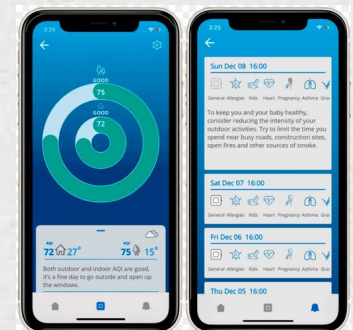 3:25
GOOD
75
GOOD
72
AQI
72
27°
AQI
75
15°
Both outdoor and indoor AQI are good,
it's a fine day to go outside and open up
the windows.
3:25
Sun Dec 08 16:00
General Allergies Kids Heart Pregnancy Asthma Gra
To keep you and your baby healthy,
consider reducing the intensity of your
outdoor activities. Try to limit the time you
spend near busy roads, construction sites,
open fires and other sources of smoke.
Sat Dec 07 16:00
General Allergies Kids Heart Pregnancy Asthma Gra
Fri Dec 06 16:00
General Allergies Kids Heart Pregnancy Asthma Gra
Thu Dec 05 16:00